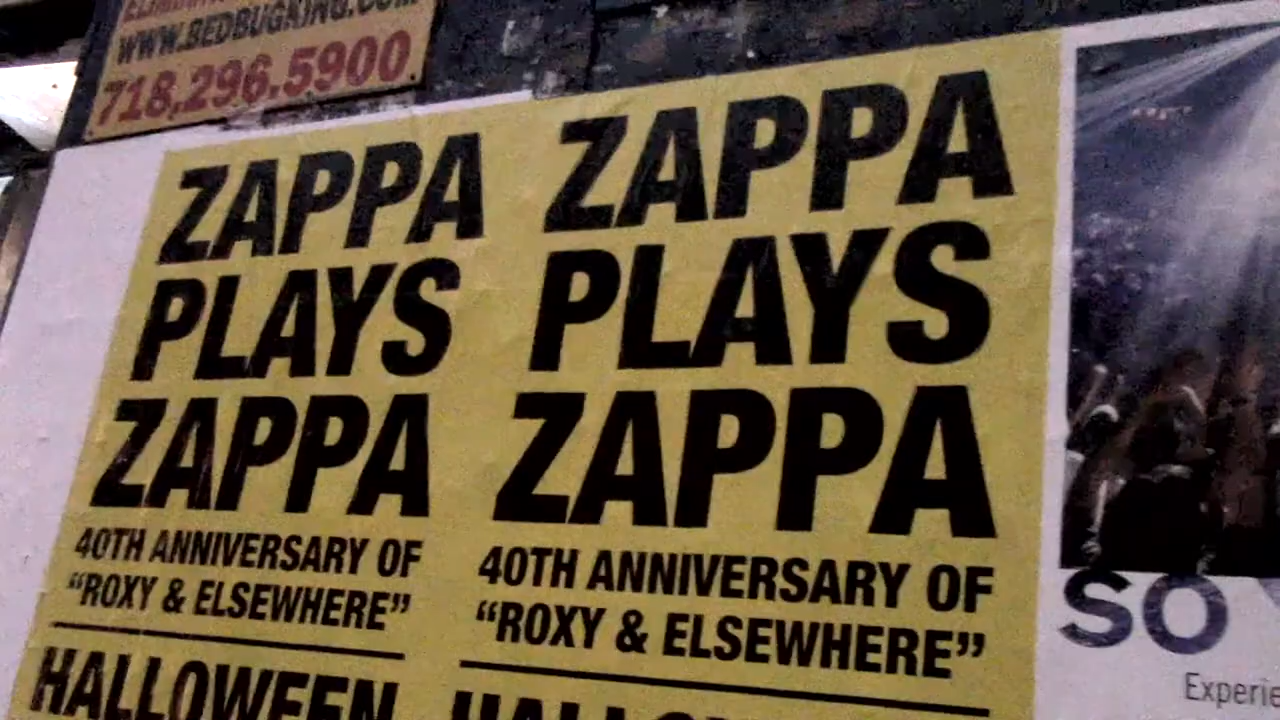 WWW.BEDBUGKING.COM
718.296.5900
ZAPPA
PLAYS
ZAPPA
40TH ANNIVERSARY OF
“ROXY & ELSEWHERE”
HALLOWEEN
ZAPPA
PLAYS
ZAPPA
40TH ANNIVERSARY OF
“ROXY & ELSEWHERE”
SO